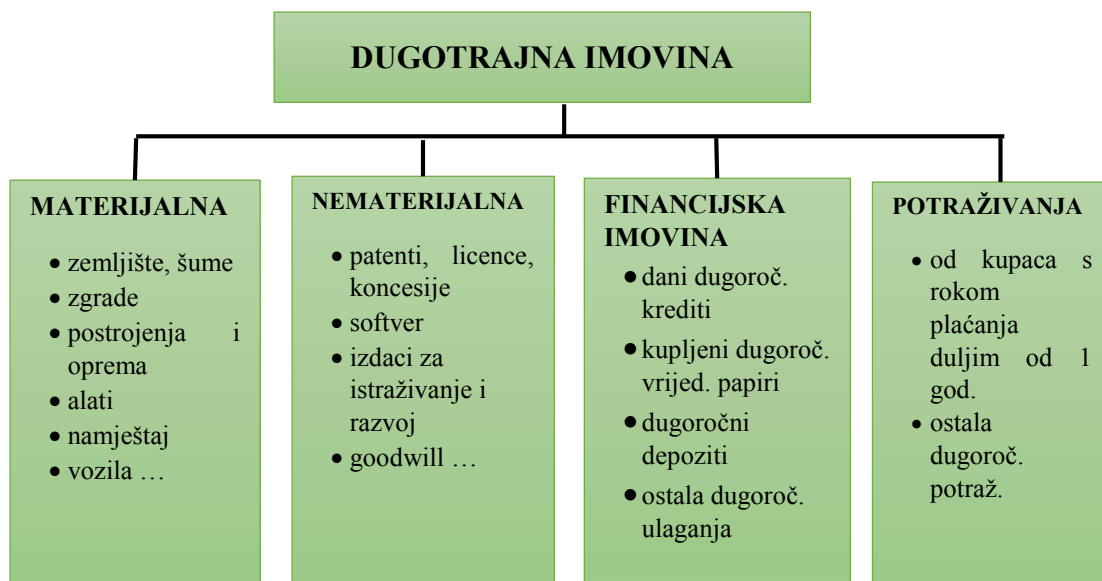 DUGOTRAJNA IMOVINA
MATERIJALNA
• zemljište, šume
• zgrade
• postrojenja i
oprema
• alati
• namještaj
• vozila …
NEMATERIJALNA
• patenti, licence,
koncesije
• softver
• izdaci za
istraživanje i
razvoj
• goodwill …
FINANCIJSKA
IMOVINA
• dani dugoroč.
krediti
• kupljeni dugoroč.
vrijed. papiri
• dugoročni
depoziti
• ostala dugoroč.
ulaganja
POTRAŽIVANJA
• od kupaca s
rokom
plaćanja
duljim od 1
god.
• ostala
dugoroč.
potraž.